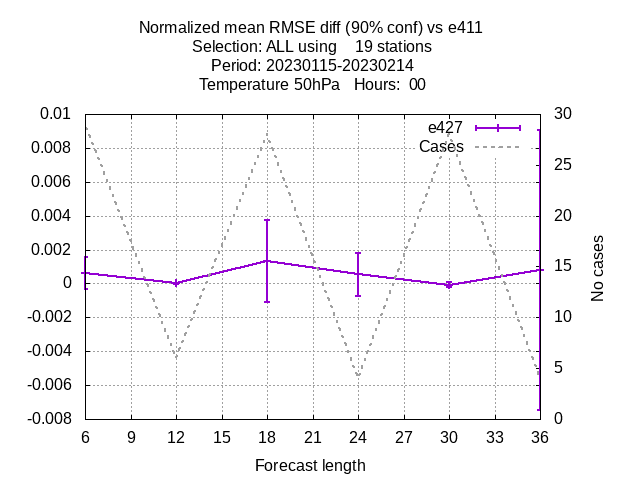 Normalized mean RMSE diff (90% conf) vs e411
Selection: ALL using    19 stations
Period: 20230115-20230214
Temperature 50hPa   Hours:  00
e427
Cases
0.01
0.008
0.006
0.004
0.002
0
-0.002
-0.004
-0.006
-0.008
30
25
20
15
10
5
0
No cases
6 9 12 15 18 21 24 27 30 33 36
Forecast length